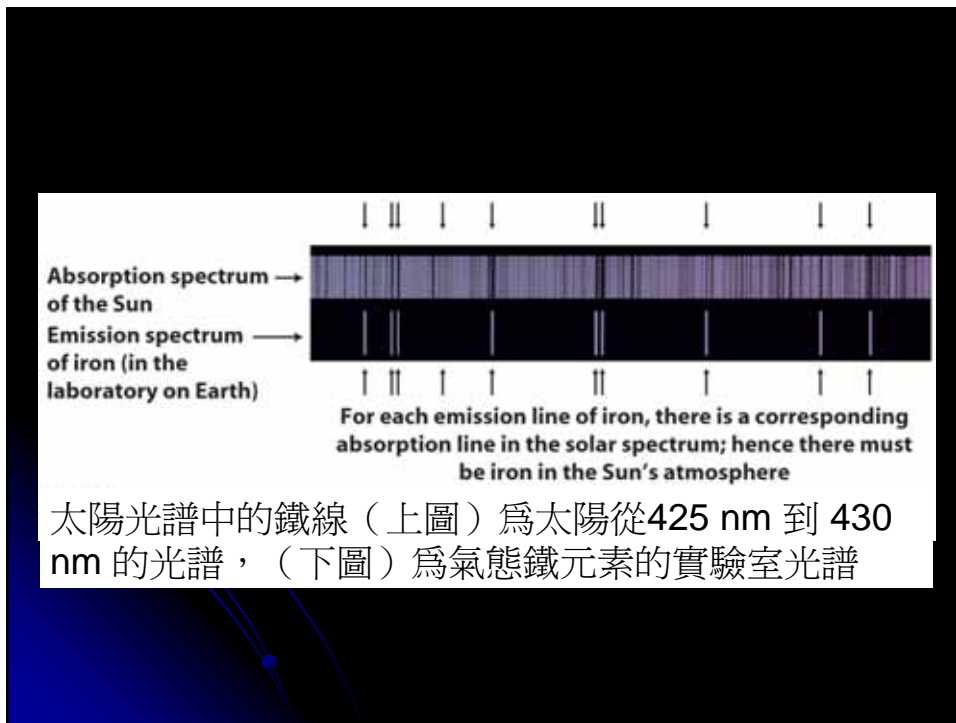 Absorption spectrum
of the Sun
Emission spectrum
of iron (in the
laboratory on Earth)
For each emission line of iron, there is a corresponding
absorption line in the solar spectrum; hence there must
be iron in the Sun's atmosphere
太陽光譜中的鐵線（上圖）爲太陽從425 nm 到 430
nm 的光譜，（下圖）爲氣態鐵元素的實驗室光譜